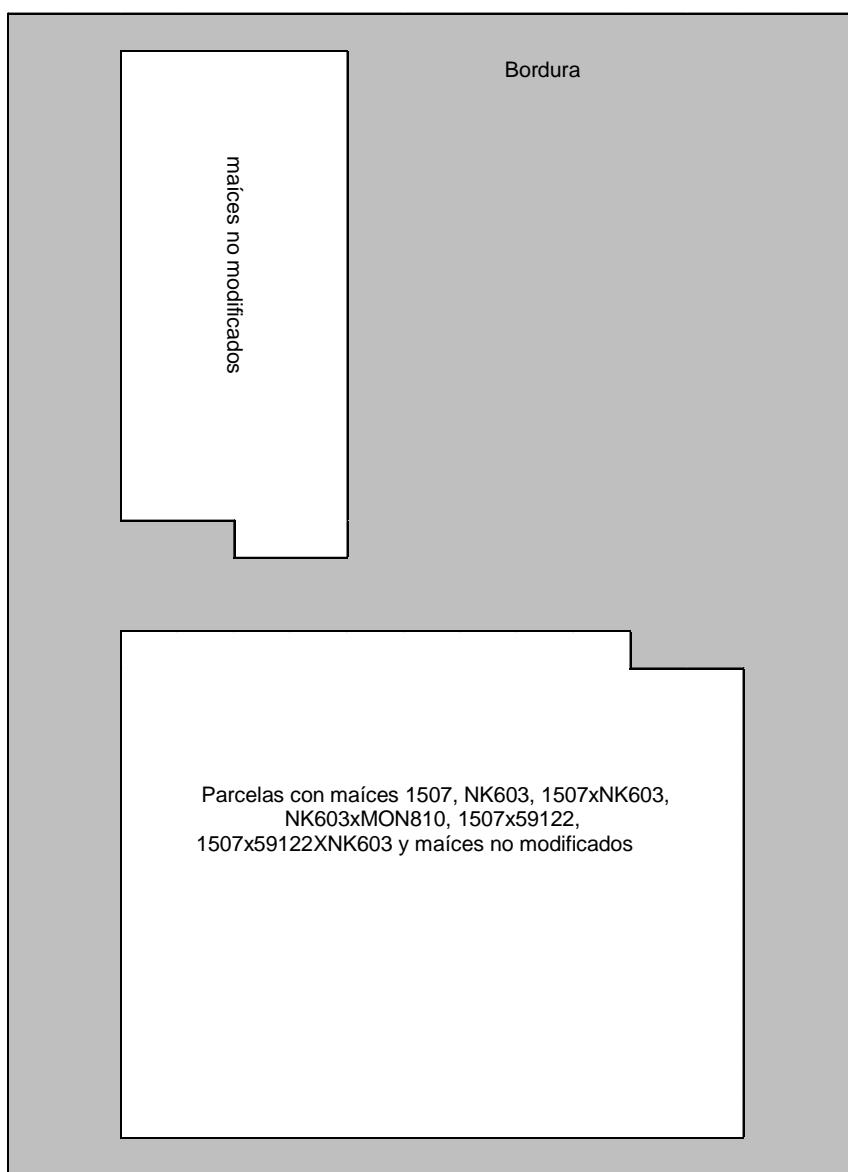 Bordura
maíces no modificados
Parcelas con maíces 1507, NK603, 1507xNK603,
NK603xMON810, 1507x59122,
1507x59122XNK603 y maíces no modificados